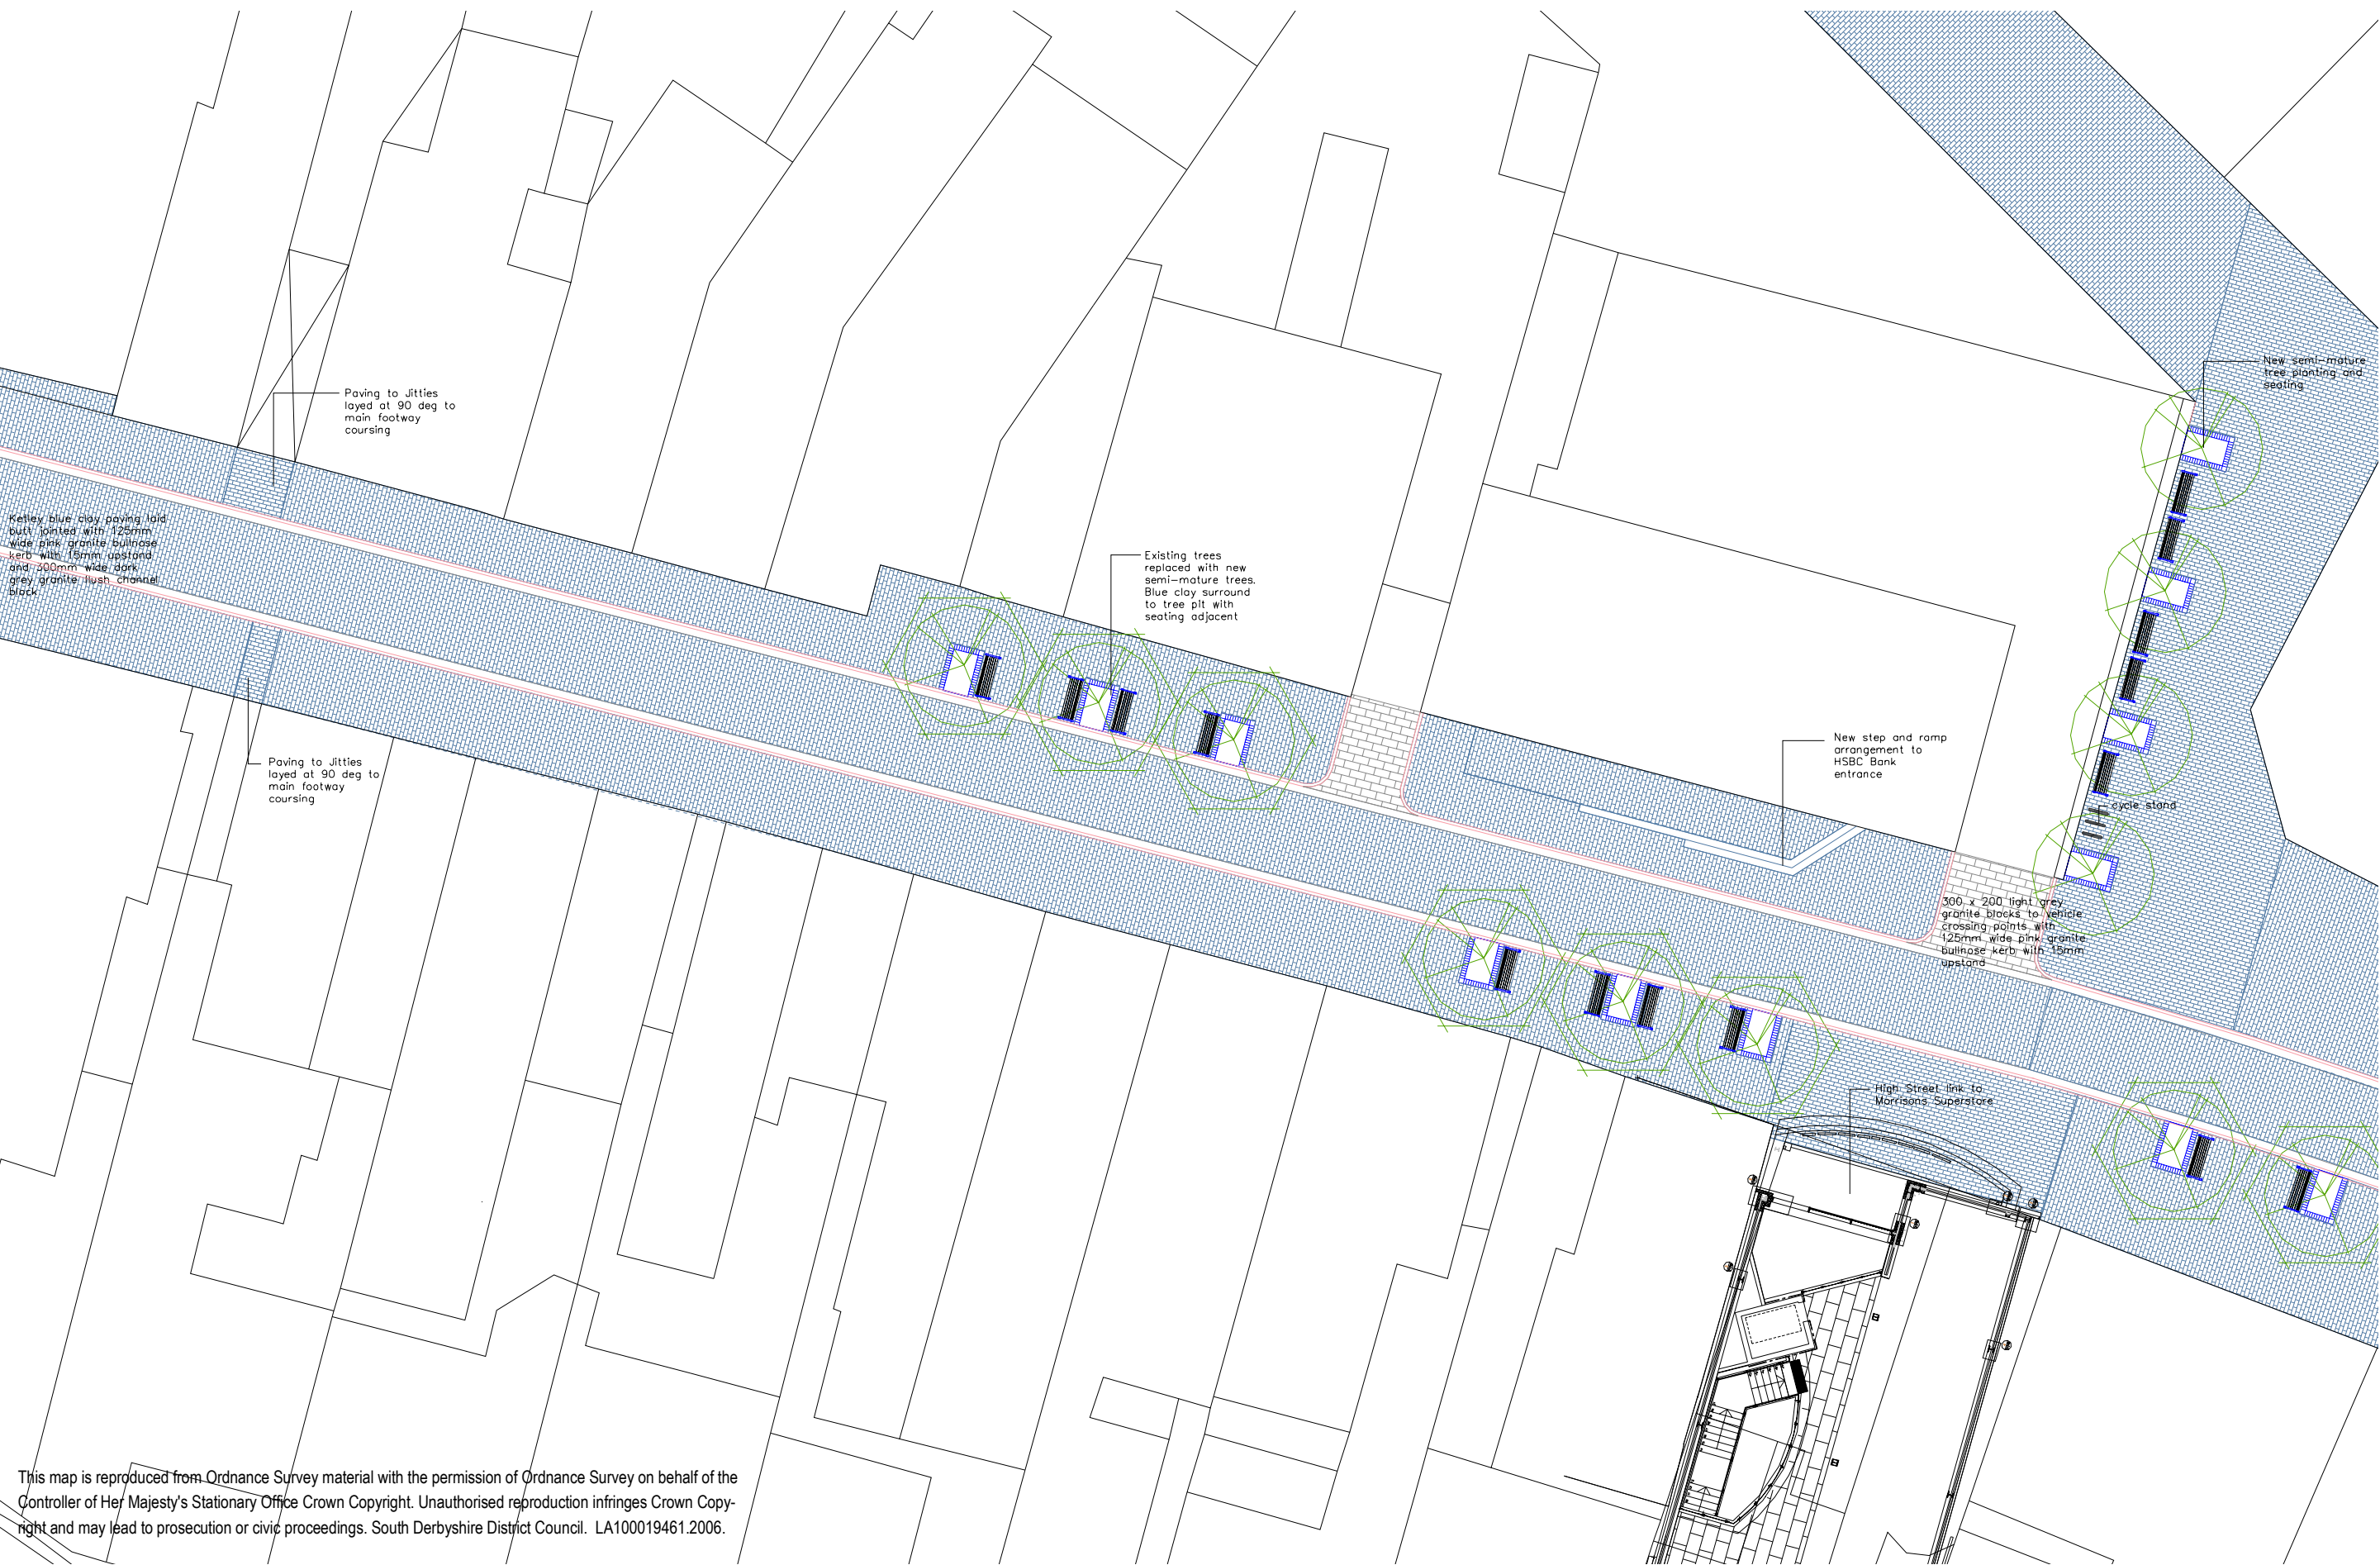 New semi-mature
tree planting and
seating
Paving to Jitties
layed at 90 deg to
main footway
coursing
Ketley blue clay paving laid
butt jointed with 125mm
wide pink granite bullnose
kerb with 15mm upstand
and 300mm wide dark
grey granite flush channel
block
Existing trees
replaced with new
semi-mature trees.
Blue clay surround
to tree pit with
seating adjacent
Paving to Jitties
layed at 90 deg to
main footway
coursing
New step and ramp
arrangement to
HSBC Bank
entrance
cycle stand
300 x 200 light grey
granite blocks to vehicle
crossing points with
125mm wide pink granite
bullnose kerb with 15mm
upstand
High Street link to
Morrisons Superstore
This map is reproduced from Ordnance Survey material with the permission of Ordnance Survey on behalf of the
Controller of Her Majesty's Stationary Office Crown Copyright. Unauthorised reproduction infringes Crown Copy-
right and may lead to prosecution or civic proceedings. South Derbyshire District Council. LA100019461.2006.